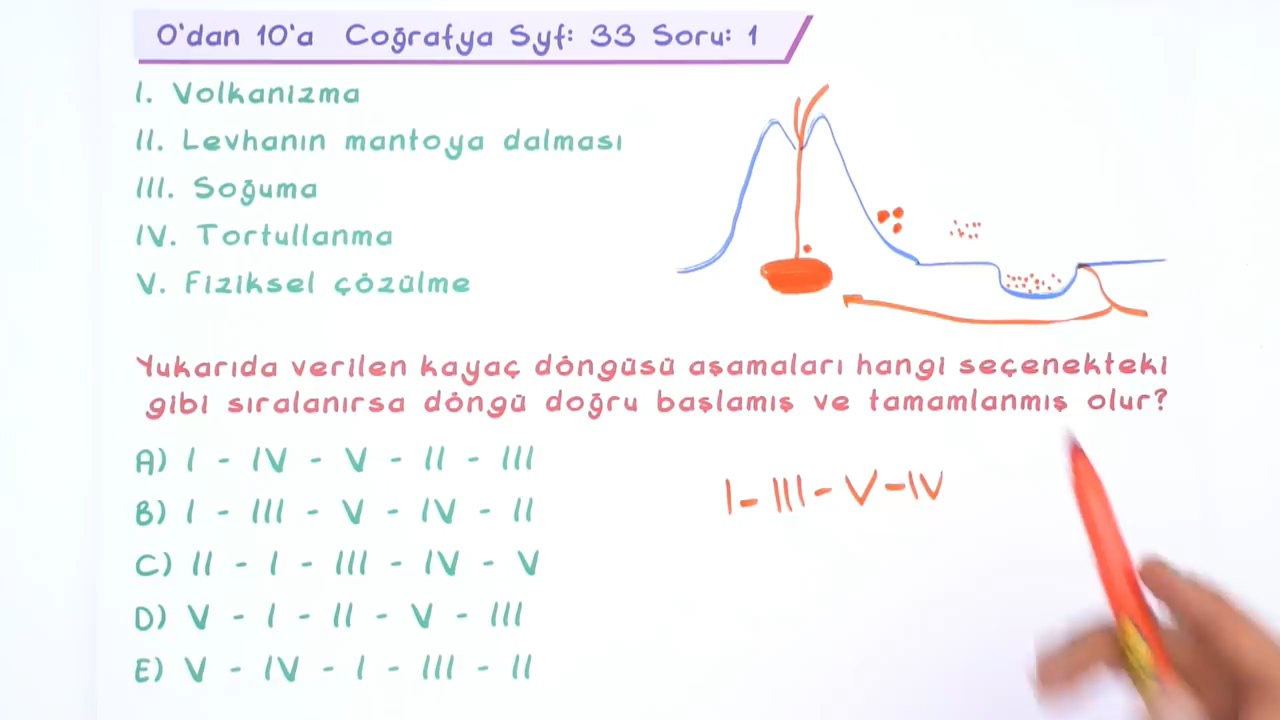 0'dan 10'a Coğrafya Syf: 33 Soru: 1
I. Volkanizma
II. Levhanın mantoya dalması
III. Soğuma
IV. Tortullanma
V. Fiziksel çözülme
Yukarıda verilen kayaç döngüsü aşamaları hangi seçenekteki
gibi sıralanırsa döngü doğru başlamış ve tamamlanmış olur?
A) I - IV - V - II - III
B) I - III - V - IV - II
C) II - I - III - IV - V
D) V - I - II - V - III
E) V - IV - I - III - II
I - III - V - IV